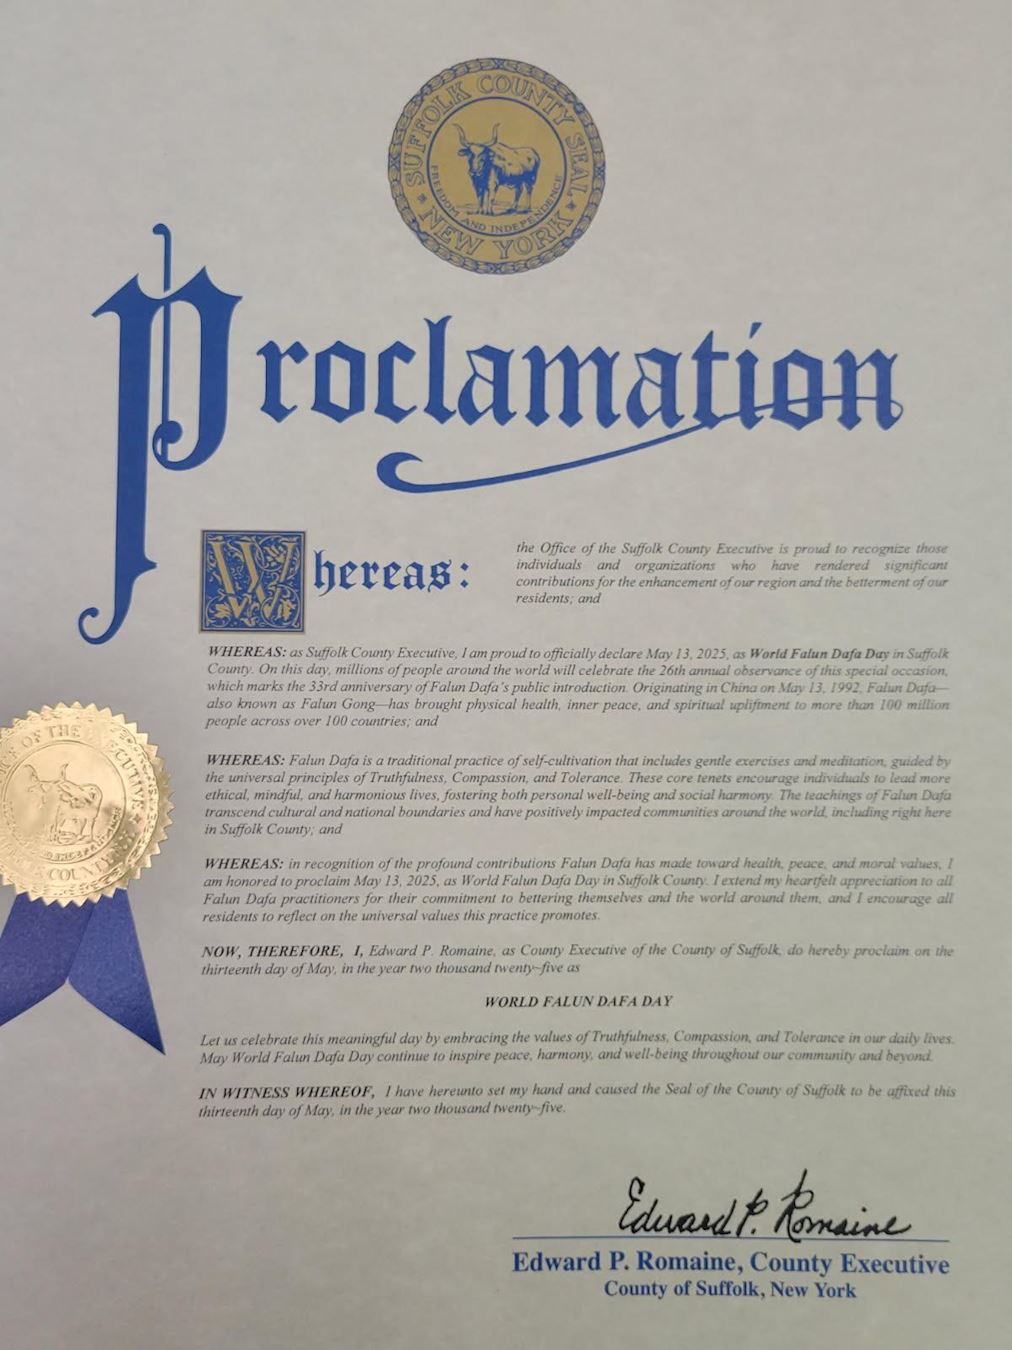 SUFFOLK COUNTY SEAL
FREEDOM AND INDEPENDENCE
NEW YORK
Proclamation
Whereas:
the Office of the Suffolk County Executive is proud to recognize those
individuals and organizations who have rendered significant
contributions for the enhancement of our region and the betterment of our
residents; and
WHEREAS: as Suffolk County Executive, I am proud to officially declare May 13, 2025, as World Falun Dafa Day in Suffolk
County. On this day, millions of people around the world will celebrate the 26th annual observance of this special occasion,
which marks the 33rd anniversary of Falun Dafa's public introduction. Originating in China on May 13, 1992, Falun Dafa—
also known as Falun Gong—has brought physical health, inner peace, and spiritual upliftment to more than 100 million
people across over 100 countries; and
WHEREAS: Falun Dafa is a traditional practice of self-cultivation that includes gentle exercises and meditation, guided by
the universal principles of Truthfulness, Compassion, and Tolerance. These core tenets encourage individuals to lead more
ethical, mindful, and harmonious lives, fostering both personal well-being and social harmony. The teachings of Falun Dafa
transcend cultural and national boundaries and have positively impacted communities around the world, including right here
in Suffolk County; and
WHEREAS: in recognition of the profound contributions Falun Dafa has made toward health, peace, and moral values, I
am honored to proclaim May 13, 2025, as World Falun Dafa Day in Suffolk County. I extend my heartfelt appreciation to all
Falun Dafa practitioners for their commitment to bettering themselves and the world around them, and I encourage all
residents to reflect on the universal values this practice promotes.
NOW, THEREFORE, I, Edward P. Romaine, as County Executive of the County of Suffolk, do hereby proclaim on the
thirteenth day of May, in the year two thousand twenty-five as
WORLD FALUN DAFA DAY
Let us celebrate this meaningful day by embracing the values of Truthfulness, Compassion, and Tolerance in our daily lives.
May World Falun Dafa Day continue to inspire peace, harmony, and well-being throughout our community and beyond.
IN WITNESS WHEREOF, I have hereunto set my hand and caused the Seal of the County of Suffolk to be affixed this
thirteenth day of May, in the year two thousand twenty-five.
OF THE EXECUTIVE
COUNTY
Edward P. Romaine
Edward P. Romaine, County Executive
County of Suffolk, New York